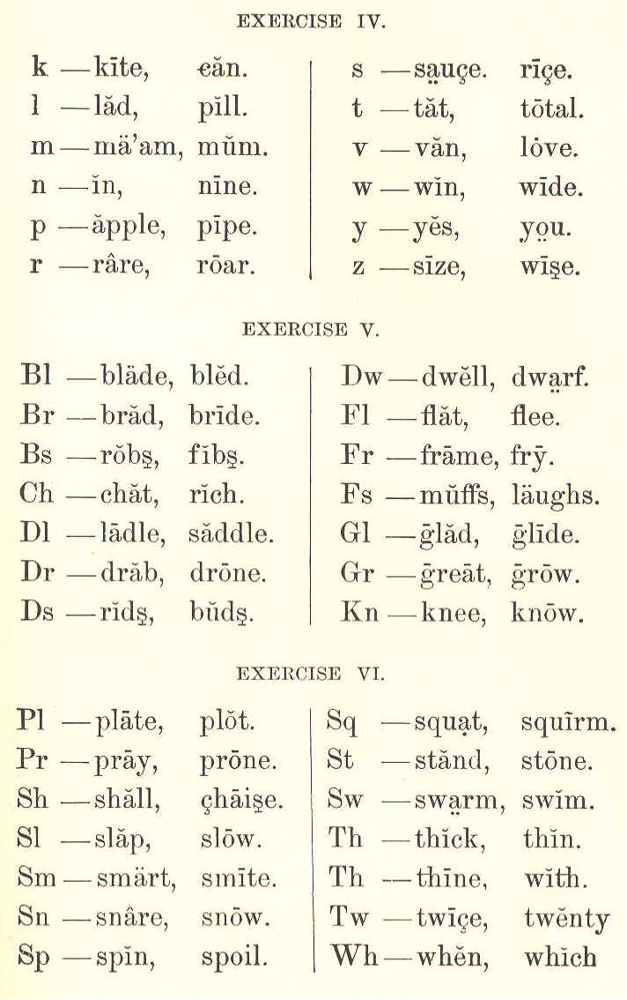 EXERCISE IV.
k —kīte, єăn.
l —lăd, pĭll.
m—mä’am, mŭm.
n —ĭn, nīne.
p —ăpple, pīpe.
r —râre, rōar.
s —sa̤uçe. rīçe.
t —tăt, tōtal.
v —văn, lȯve.
w—wĭn, wīde.
y —yĕs, yo̤u.
z —sīze, wīşe.
EXERCISE V.
Bl —bläde, blĕd.
Br —brăd, brīde.
Bs —rŏbş, fĭbş.
Ch —chăt, rĭch.
Dl —lādle, săddle.
Dr —drăb, drōne.
Ds —rĭdş, bŭdş.
Dw—dwĕll, dwa̤rf.
Fl —flăt, flee.
Fr —frāme, frȳ.
Fs —mŭffs, läughs.
Gl —ḡlăd, ḡlīde.
Gr —ḡreāt, ḡrōw.
Kn —knee, knōw.
EXERCISE VI.
Pl —plāte, plŏt.
Pr —prāy, prōne.
Sh —shăll, çhāişe.
Sl —slăp, slōw.
Sm—smärt, smīte.
Sn —snâre, snōw.
Sp —spĭn, spoil.
Sq —squạt, squĩrm.
St —stănd, stōne.
Sw —swa̤rm, swĭm.
Th —thĭck, thĭn.
Th —thīne, wĭth.
Tw —twīçe, twĕnty
Wh—whĕn, whĭch